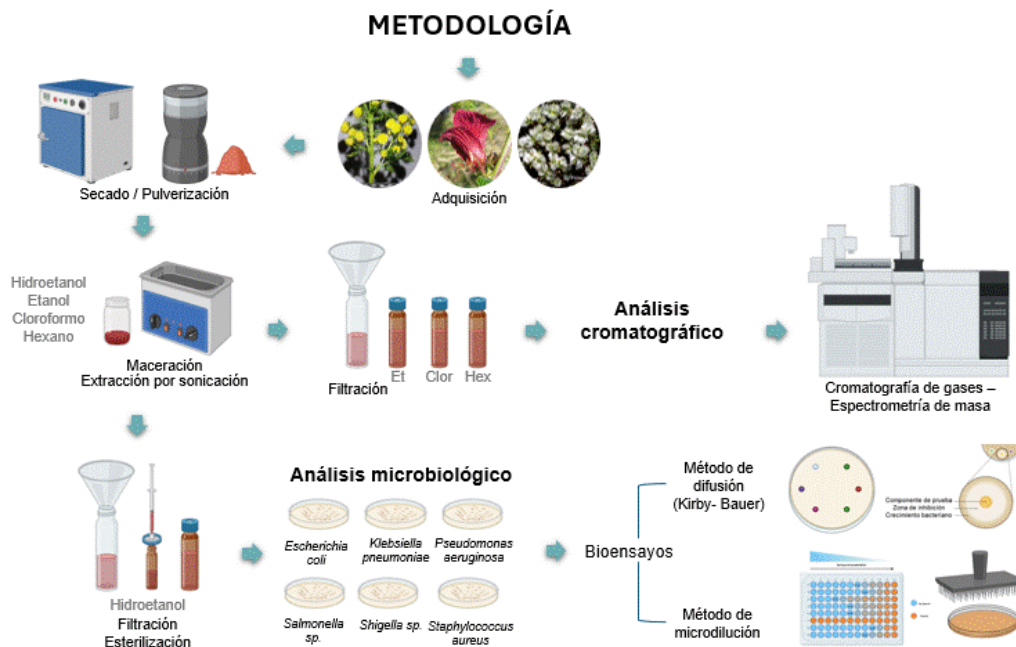 METODOLOGÍA
Secado / Pulverización
Adquisición
Hidroetanol
Etanol
Cloroformo
Hexano
Maceración
Extracción por sonicación
Et Clor Hex
Filtración
Análisis
cromatográfico
Cromatografía de gases –
Espectrometría de masa
Hidroetanol
Filtración
Esterilización
Análisis microbiológico
Escherichia
coli
Klebsiella
pneumoniae
Pseudomonas
aeruginosa
Salmonella
sp.
Shigella sp.
Staphylococcus
aureus
Bioensayos
Método de
difusión
(Kirby- Bauer)
Componente de prueba
Zona de inhibición
Crecimiento bacteriano
Método de
microdilución